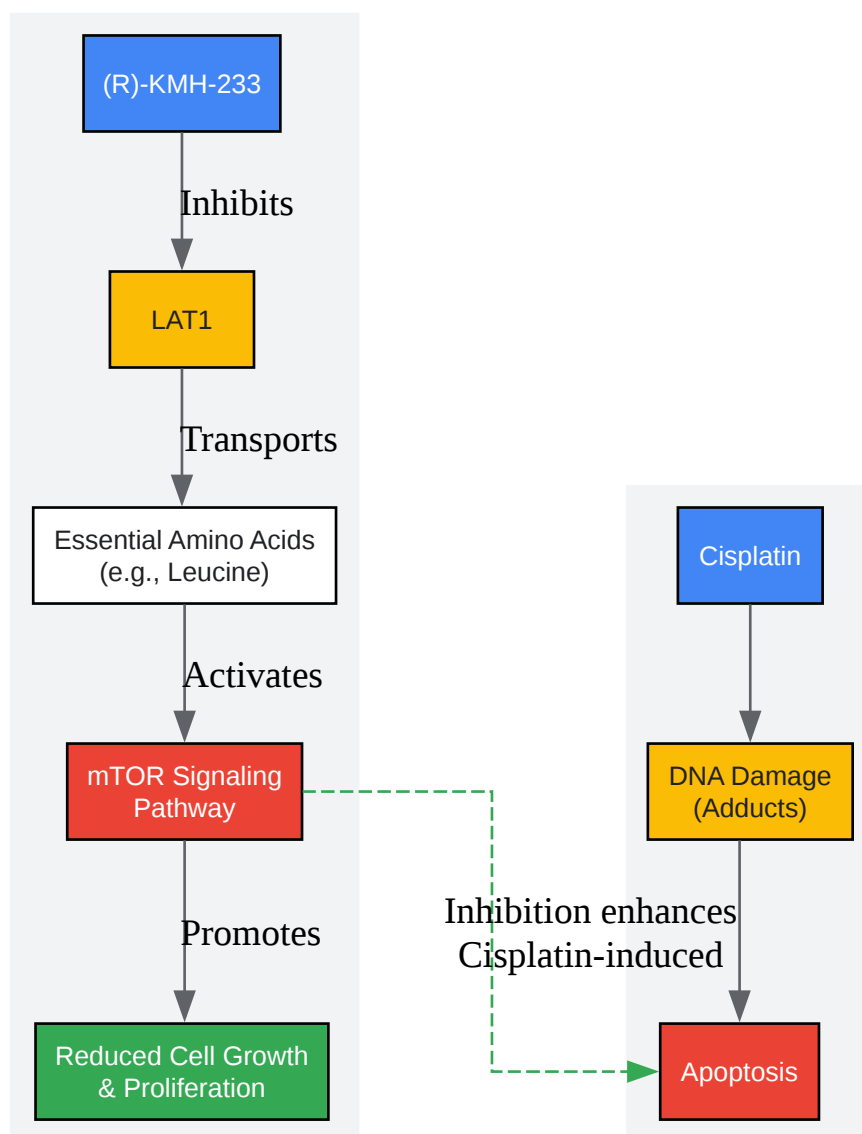 (R)-KMH-233
Inhibits
LAT1
Transports
Essential Amino Acids
(e.g., Leucine)
Activates
mTOR Signaling
Pathway
Promotes
Reduced Cell Growth
& Proliferation
Cisplatin
DNA Damage
(Adducts)
Inhibition enhances
Cisplatin-induced
Apoptosis